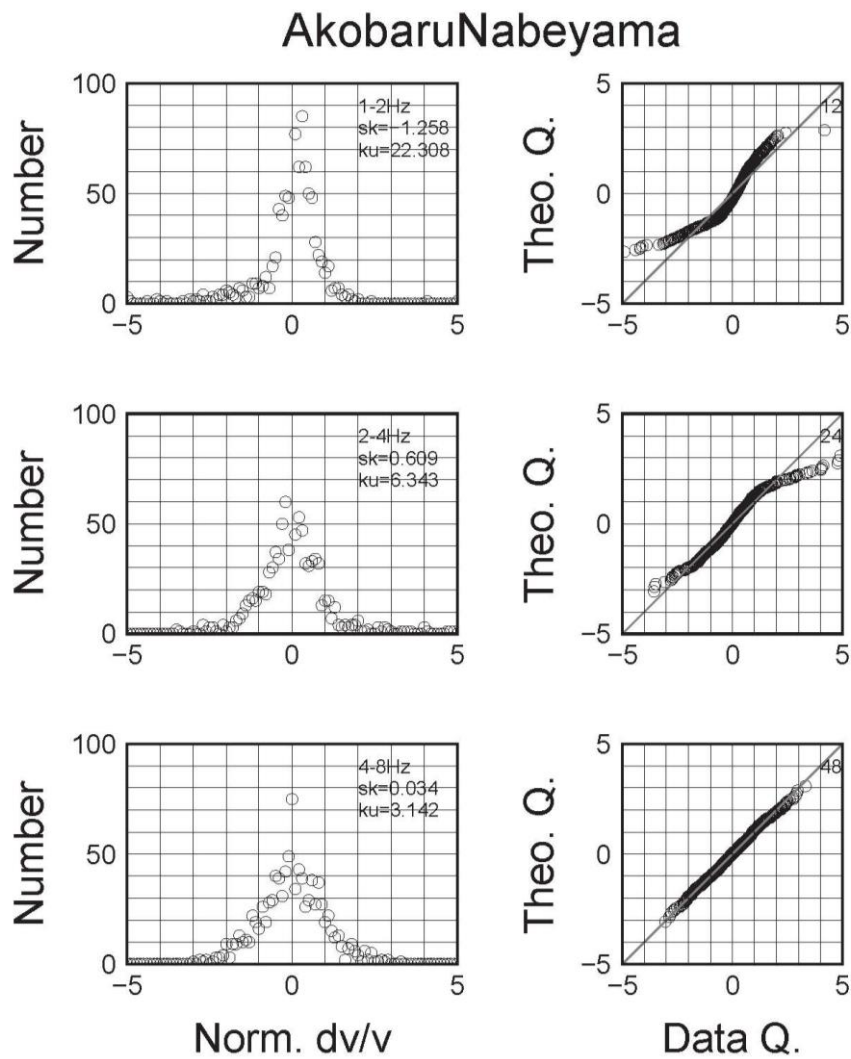 AkobaruNabeyama
Number
100
50
0
−5
0
5
1-2Hz
sk=−1.258
ku=22.308
Theo. Q.
5
0
−5
−5
0
5
12
Number
100
50
0
−5
0
5
2-4Hz
sk=0.609
ku=6.343
Theo. Q.
5
0
−5
−5
0
5
24
Number
100
50
0
−5
0
5
4-8Hz
sk=0.034
ku=3.142
Norm. dv/v
Theo. Q.
5
0
−5
−5
0
5
48
Data Q.